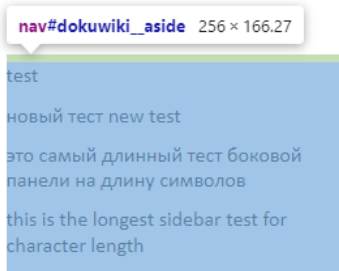 nav#dokuwiki__aside 256 × 166.27
test
новый тест new test
это самый длинный тест боковой
панели на длину символов
this is the longest sidebar test for
character length